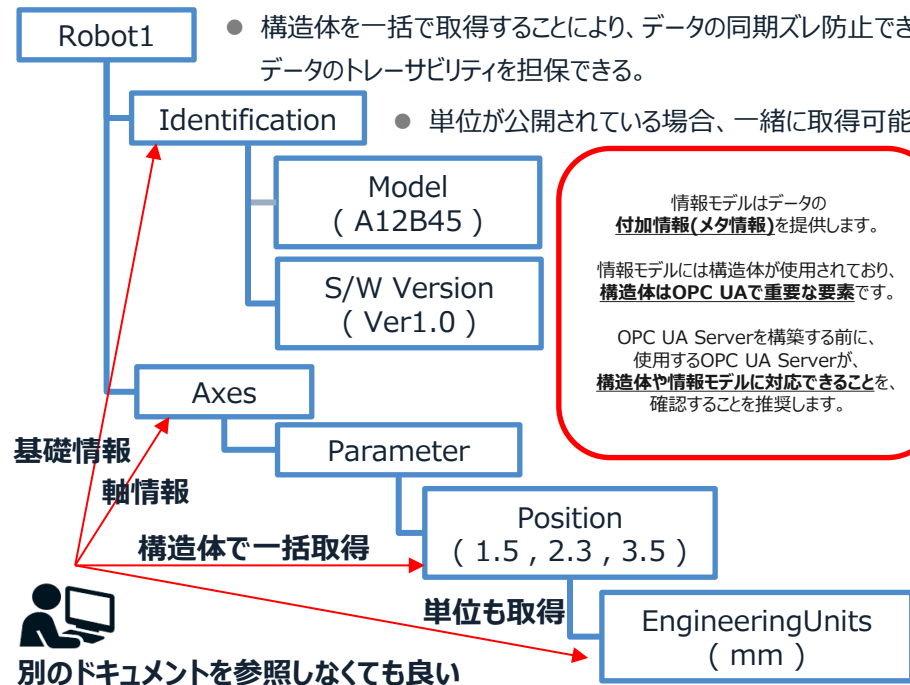 Robot1
● 構造体を一括で取得することにより、データの同期ズレ防止でき
データのトレーサビリティを担保できる。
Identification
● 単位が公開されている場合、一緒に取得可能
Model
( A12B45 )
情報モデルはデータの
付加情報(メタ情報)を提供します。
情報モデルには構造体が使用されており、
構造体はOPC UAで重要な要素です。
OPC UA Serverを構築する前に、
使用するOPC UA Serverが、
構造体や情報モデルに対応できることを、
確認することを推奨します。
S/W Version
( Ver1.0 )
Axes
基礎情報
Parameter
軸情報
Position
( 1.5 , 2.3 , 3.5 )
構造体で一括取得
単位も取得
EngineeringUnits
( mm )
別のドキュメントを参照しなくても良い